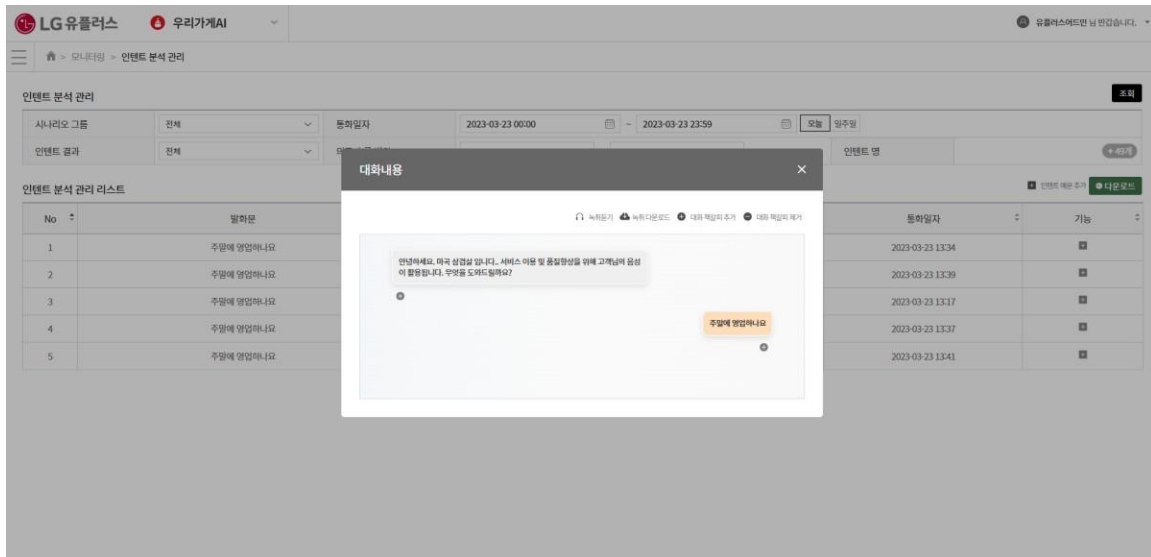 LG유플러스 우리가게AI 유플러스어드민 님 반갑습니다.
> 모니터링 > 인텐트 분석 관리
인텐트 분석 관리 조회
시나리오 그룹 전체 통화일자 2023-03-23 00:00 ~ 2023-03-23 23:59 오늘 일주일
인텐트 결과 전체 인텐트 명 + 49개
대화내용 ×
인텐트 분석 관리 리스트 인텐트 예문 추가 다운로드
녹취듣기 녹취다운로드 대화 책갈피 추가 대화 책갈피 제거
No 발화문 통화일자 기능
1 주말에 영업하나요 2023-03-23 13:34
안녕하세요. 마곡 삼겹살 입니다.. 서비스 이용 및 품질향상을 위해 고객님의 음성
이 활용됩니다. 무엇을 도와드릴까요?
2 주말에 영업하나요 2023-03-23 13:39
3 주말에 영업하나요 2023-03-23 13:17
주말에 영업하나요
4 주말에 영업하나요 2023-03-23 13:37
5 주말에 영업하나요 2023-03-23 13:41